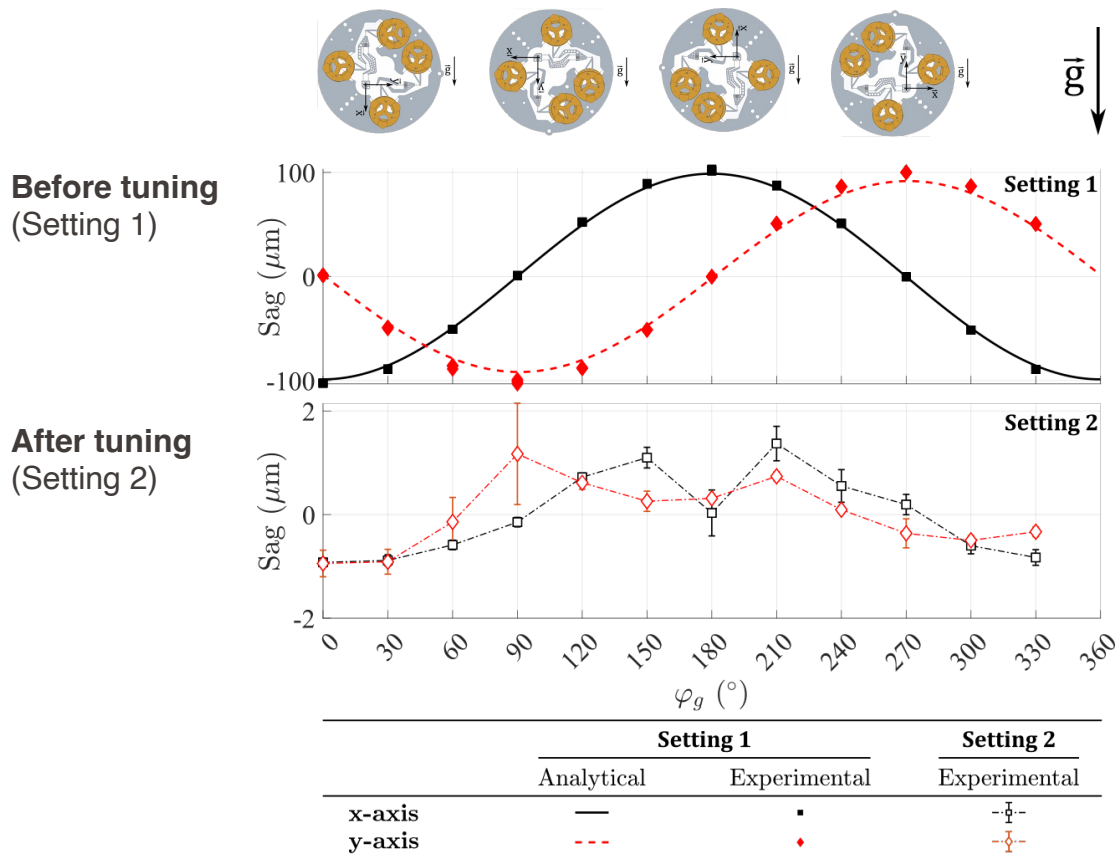 g⃗
Before tuning
(Setting 1)
Setting 1
Sag (μm)
100
0
-100
After tuning
(Setting 2)
Setting 2
Sag (μm)
2
0
-2
0 30 60 90 120 150 180 210 240 270 300 330 360
φg (°)
Setting 1 Setting 2
Analytical Experimental Experimental
x-axis
y-axis